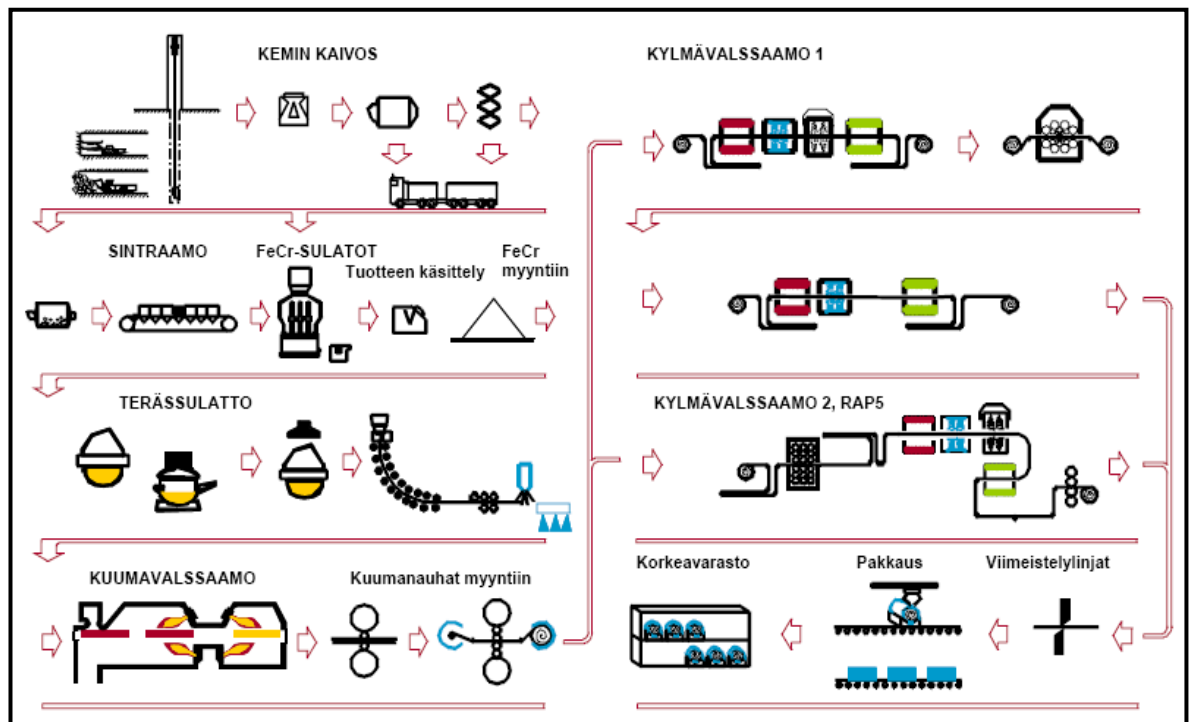 KEMIN KAIVOS
SINTRAAMO
FeCr-SULATOT
Tuotteen käsittely
FeCr
myyntiin
TERÄSSULATTO
KUUMAVALSSAAMO
Kuumanauhat myyntiin
KYLMÄVALSSAAMO 1
KYLMÄVALSSAAMO 2, RAP5
Korkeavarasto
Pakkaus
Viimeistelylinjat